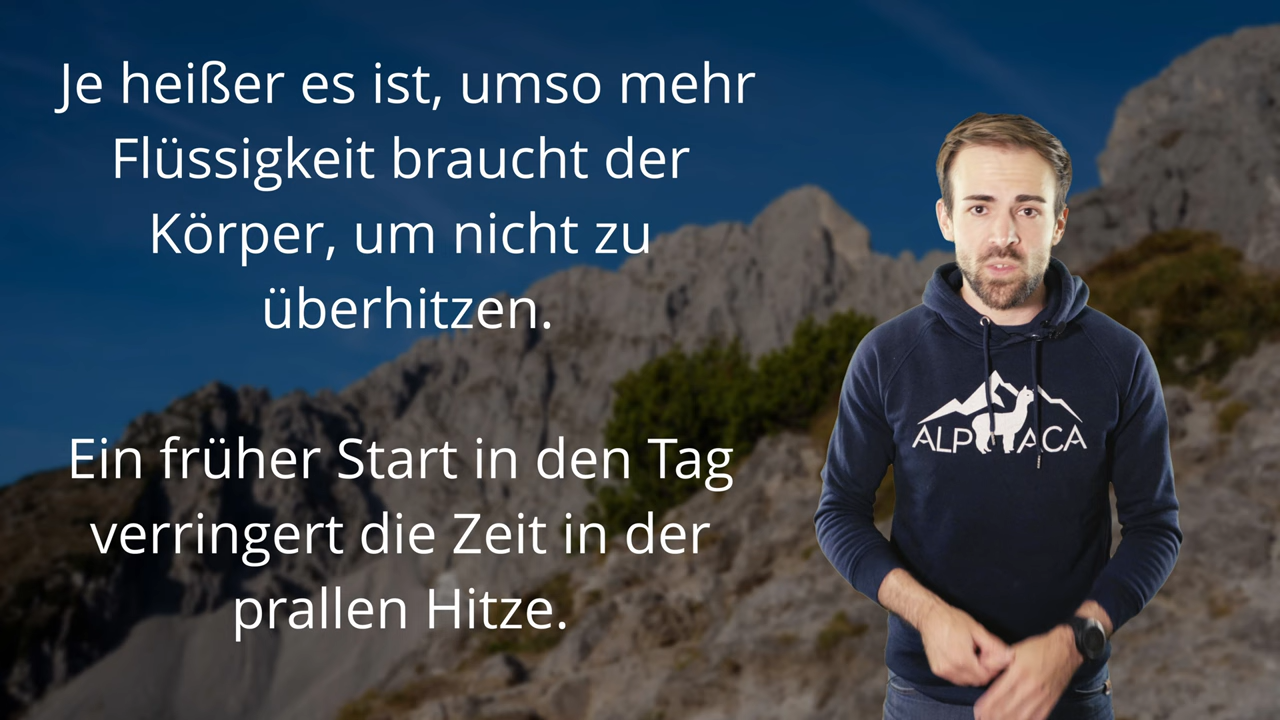 Je heißer es ist, umso mehr
Flüssigkeit braucht der
Körper, um nicht zu
überhitzen.
Ein früher Start in den Tag
verringert die Zeit in der
prallen Hitze.
ALPACA